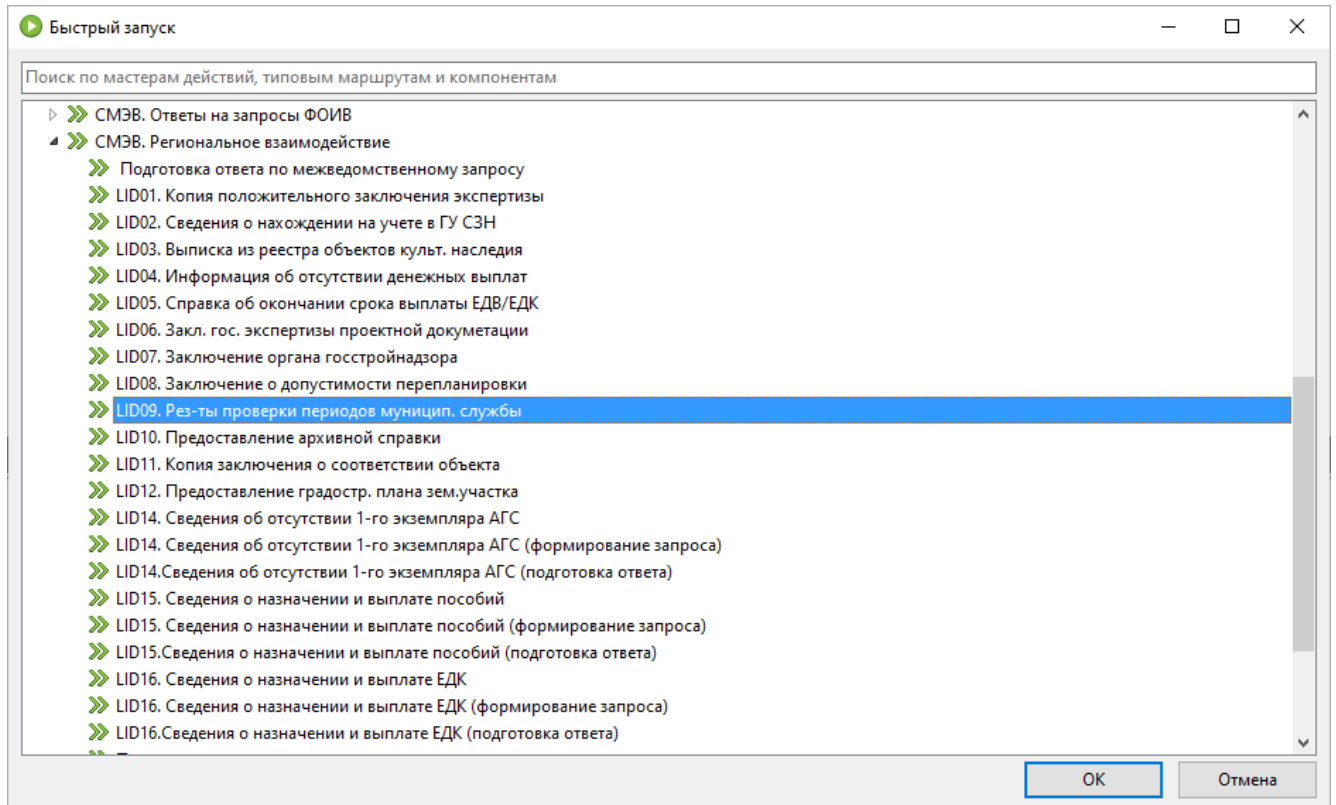 Быстрый запуск
Поиск по мастерам действий, типовым маршрутам и компонентам
СМЭВ. Ответы на запросы ФОИВ
СМЭВ. Региональное взаимодействие
Подготовка ответа по межведомственному запросу
LID01. Копия положительного заключения экспертизы
LID02. Сведения о нахождении на учете в ГУ СЗН
LID03. Выписка из реестра объектов культ. наследия
LID04. Информация об отсутствии денежных выплат
LID05. Справка об окончании срока выплаты ЕДВ/ЕДК
LID06. Закл. гос. экспертизы проектной докуметации
LID07. Заключение органа госстройнадзора
LID08. Заключение о допустимости перепланировки
LID09. Рез-ты проверки периодов муницип. службы
LID10. Предоставление архивной справки
LID11. Копия заключения о соответствии объекта
LID12. Предоставление градостр. плана зем.участка
LID14. Сведения об отсутствии 1-го экземпляра АГС
LID14. Сведения об отсутствии 1-го экземпляра АГС (формирование запроса)
LID14.Сведения об отсутствии 1-го экземпляра АГС (подготовка ответа)
LID15. Сведения о назначении и выплате пособий
LID15. Сведения о назначении и выплате пособий (формирование запроса)
LID15.Сведения о назначении и выплате пособий (подготовка ответа)
LID16. Сведения о назначении и выплате ЕДК
LID16. Сведения о назначении и выплате ЕДК (формирование запроса)
LID16.Сведения о назначении и выплате ЕДК (подготовка ответа)
ОК
Отмена